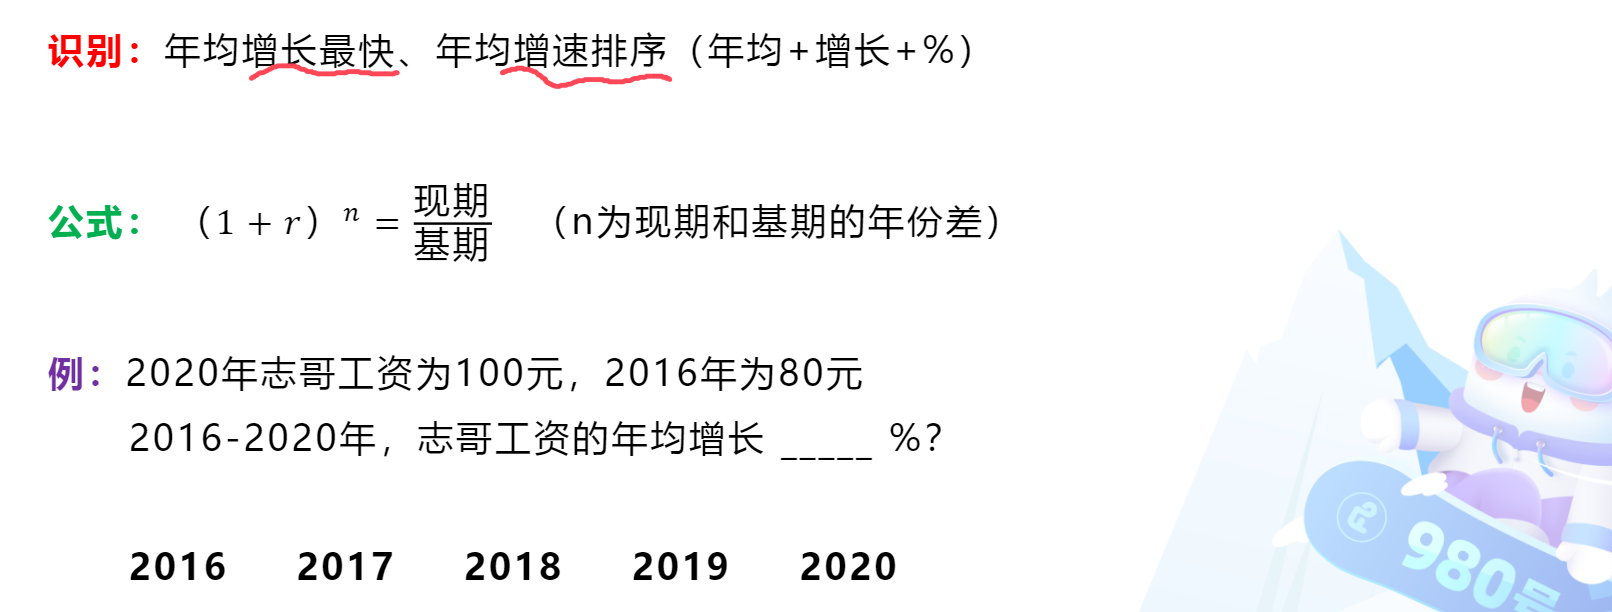 识别：年均增长最快、年均增速排序（年均+增长+%）
公式：（1 + r）ⁿ = 现期/基期 （n为现期和基期的年份差）
例：2020年志哥工资为100元，2016年为80元
2016-2020年，志哥工资的年均增长 _____ %？
2016 2017 2018 2019 2020
980号